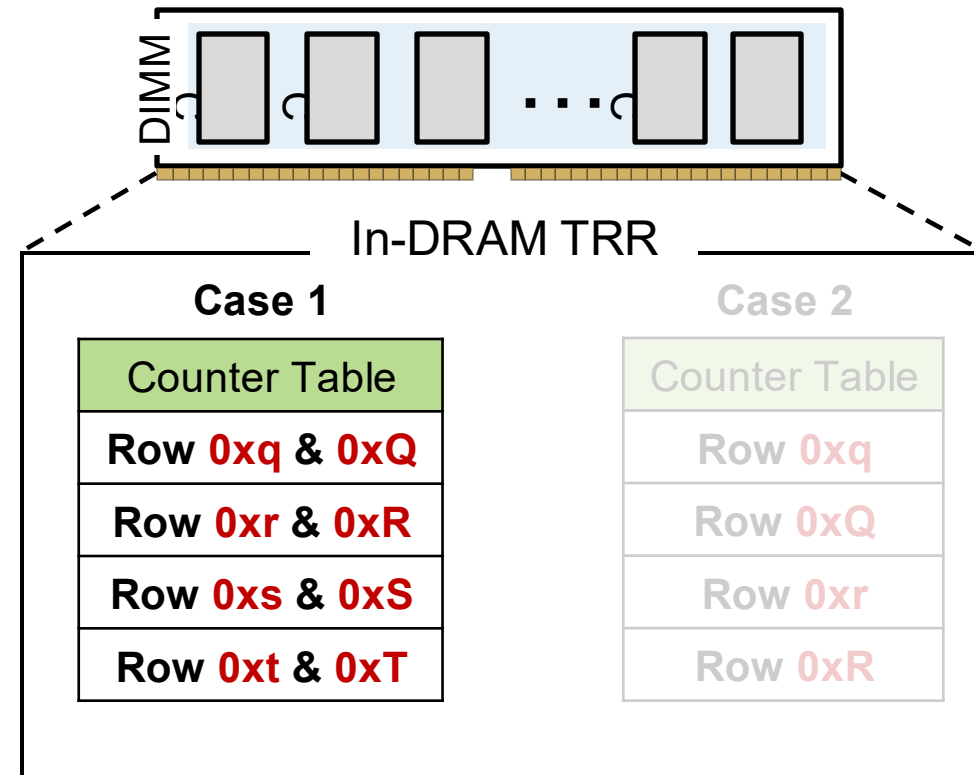 DIMM
C
C
...
C
In-DRAM TRR
Case 1
Counter Table
Row 0xq & 0xQ
Row 0xr & 0xR
Row 0xs & 0xS
Row 0xt & 0xT
Case 2
Counter Table
Row 0xq
Row 0xQ
Row 0xr
Row 0xR